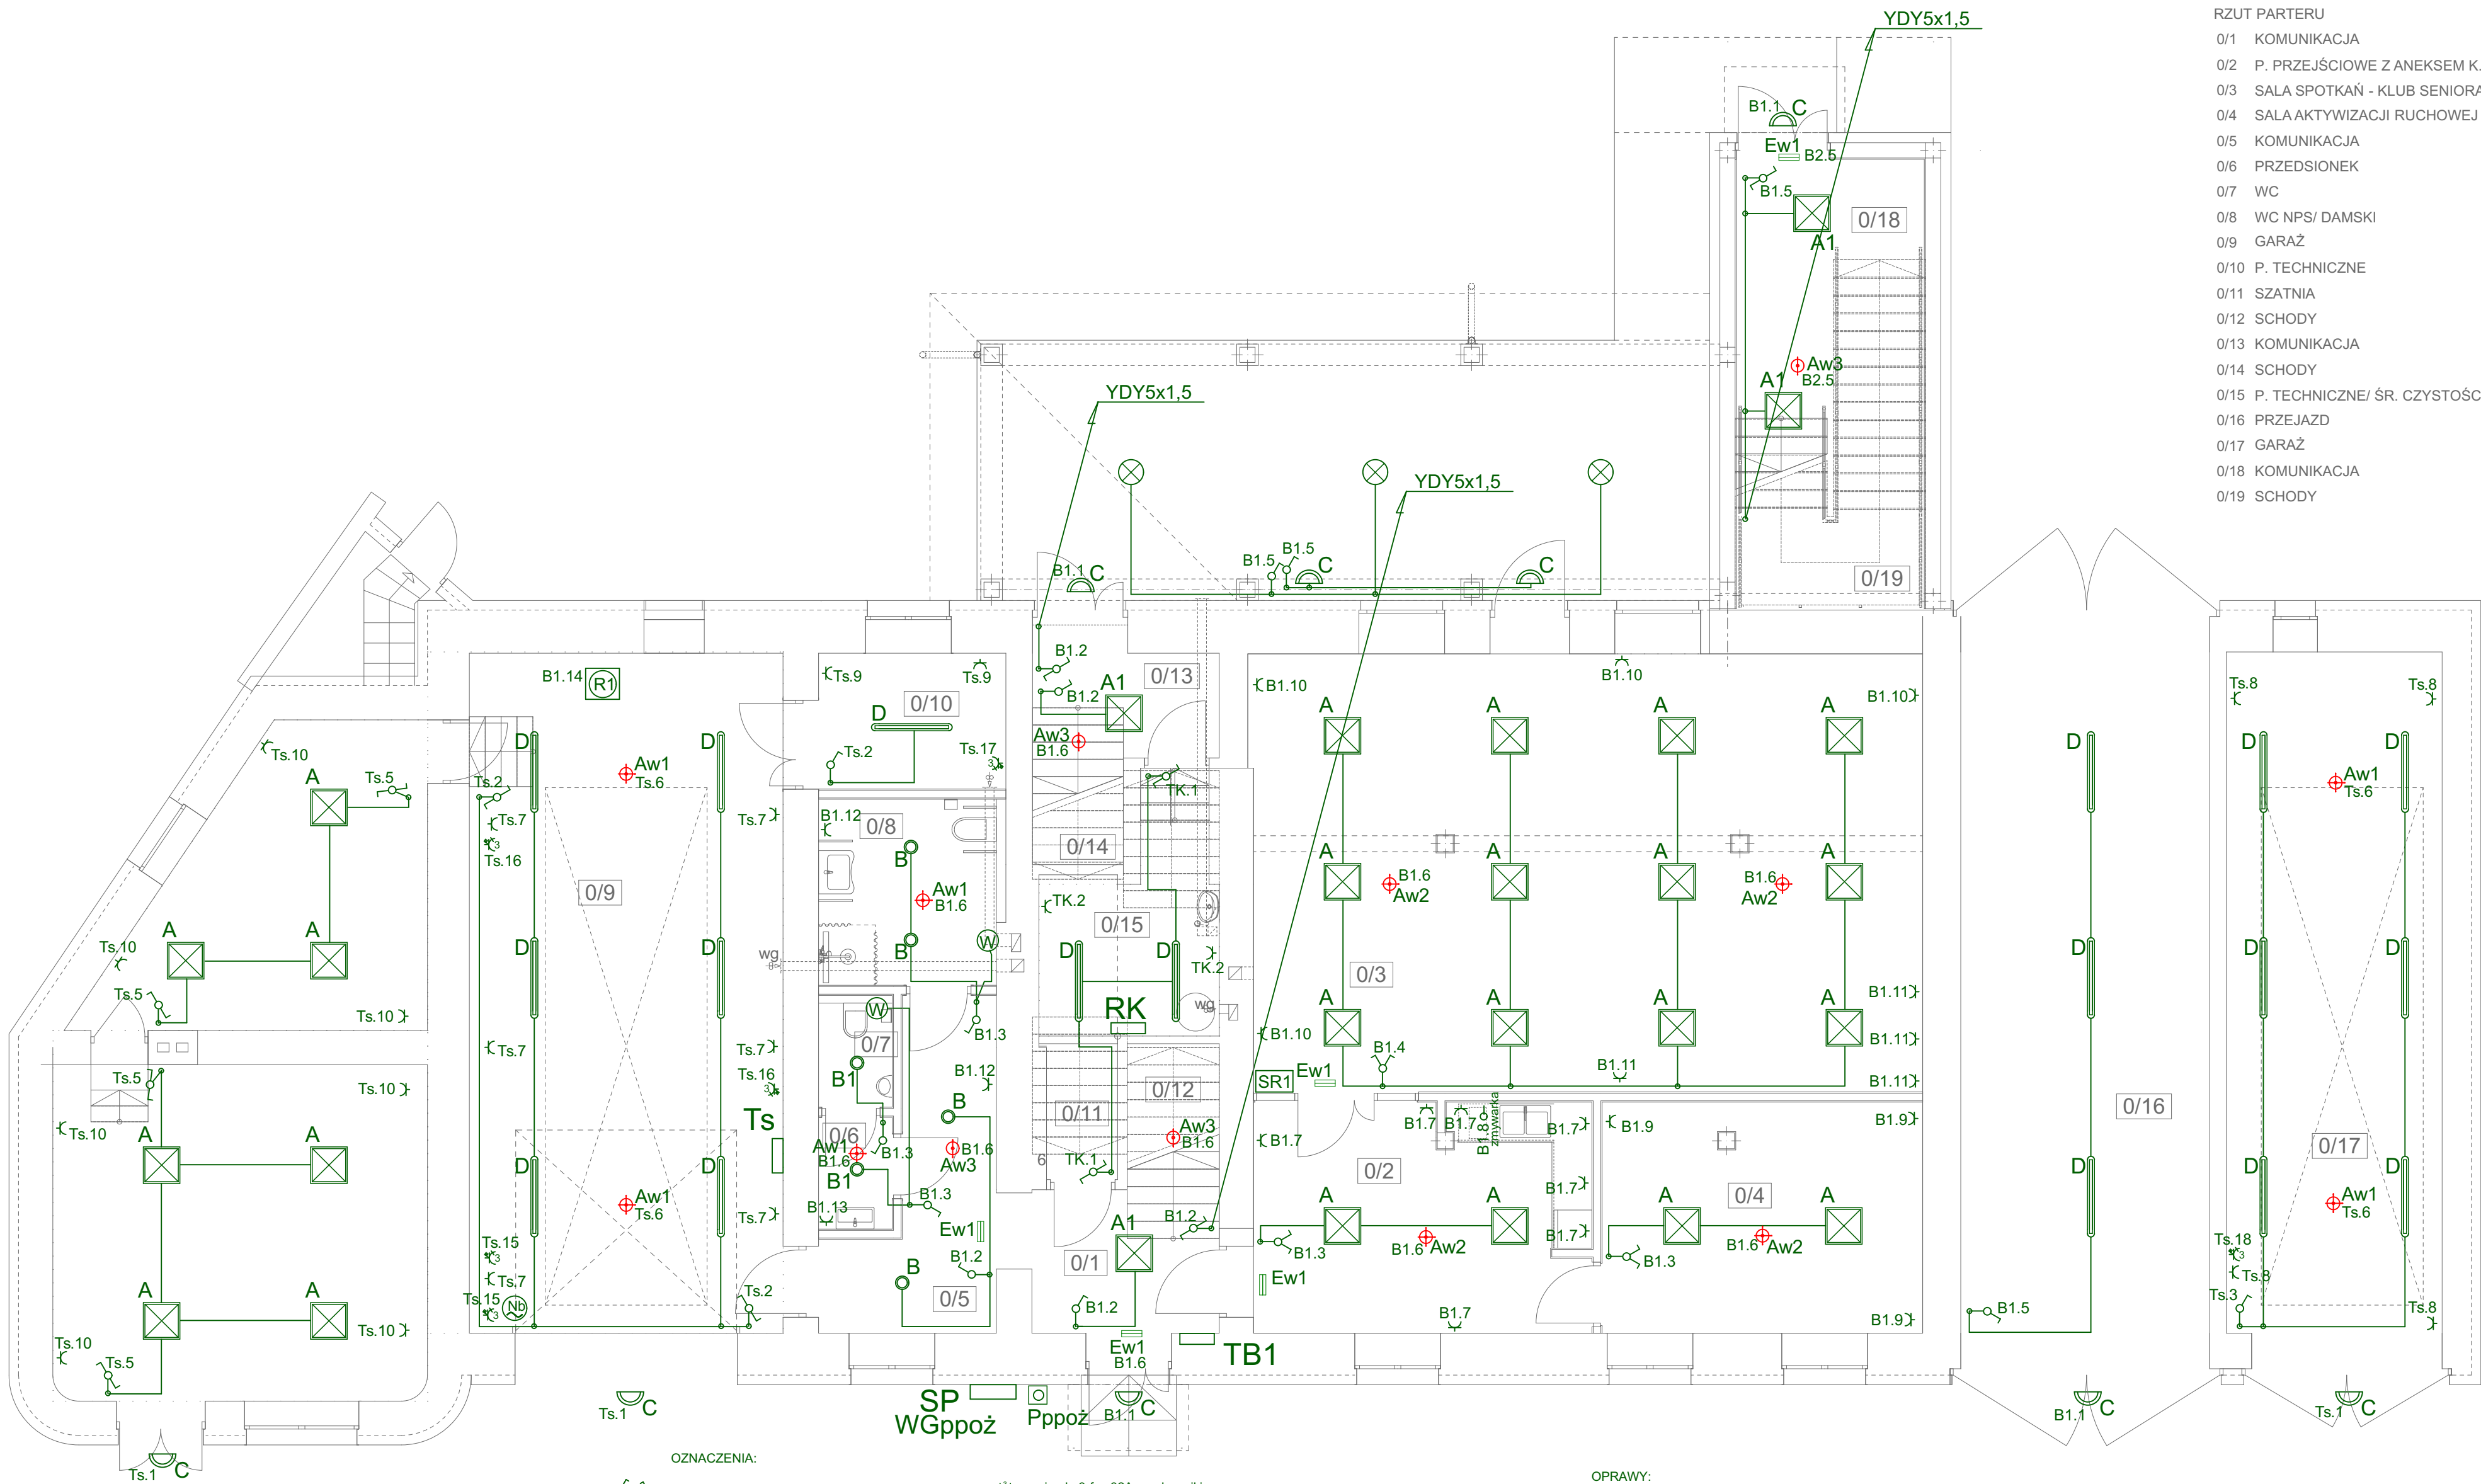 RZUT PARTERU
0/1 KOMUNIKACJA
0/2 P. PRZEJŚCIOWE Z ANEKSEM K.
0/3 SALA SPOTKAŃ - KLUB SENIORA
0/4 SALA AKTYWIZACJI RUCHOWEJ
0/5 KOMUNIKACJA
0/6 PRZEDSIONEK
0/7 WC
0/8 WC NPS/ DAMSKI
0/9 GARAŻ
0/10 P. TECHNICZNE
0/11 SZATNIA
0/12 SCHODY
0/13 KOMUNIKACJA
0/14 SCHODY
0/15 P. TECHNICZNE/ ŚR. CZYSTOŚC
0/16 PRZEJAZD
0/17 GARAŻ
0/18 KOMUNIKACJA
0/19 SCHODY
YDY5x1,5
B1.1 C
Ew1 B2.5
B1.5
0/18
A1
Aw3
A1 B2.5
YDY5x1,5
YDY5x1,5
B1.5 B1.5 C C
B1.1 C
0/19
B1.14 R1
Ts.9 Ts.9
0/10
D
Ts.2
Ts.17
3
B1.2
B1.2
A1
0/13
Aw3
B1.6
TK.1
B1.10 B1.10 B1.10
A A A A
D
Ts.8 Ts.8
D D
Aw1
Ts.6
Ts.10
A
Ts.5
Ts.2
D D
Aw1
Ts.6
Ts.7 Ts.7
3
Ts.16
0/9
B1.12
0/8
B
Aw1
B1.6
B
W
wg
0/14
TK.2
0/15
D D
TK.2
RK
wg
A A A A
B1.6
Aw2
B1.6
Aw2
0/3
A A A A
B1.11
B1.10
B1.4
B1.11
B1.11
B1.11
SR1 Ew1
D
D D
A A
Ts.10
Ts.5
Ts.10
D D
Ts.7 Ts.7
Ts.16
3
Ts
W
0/7
B1
B1.3
B1.12
B
0/6
Aw1
B1.6
B1.3
B1.6
Aw3
B1
B1.3
B1.13
Ew1
B1.2
B
0/5
0/11
0/12
6
TK.1
Aw3
B1.6
B1.2
A1
0/1
B1.2
Ew1
B1.6
B1.7
B1.7 B1.7
B1.8
zmywarka
B1.7
B1.9 B1.9
0/2
B1.7
A A
B1.6 Aw2
B1.7
B1.3
Ew1
B1.7
0/4
A A
B1.6 Aw2
B1.3
B1.9
0/16
D
B1.5
0/17
D D
Aw1
Ts.6
Ts.18
3
Ts.8
Ts.3
Ts.8
Ts.5
Ts.10
Ts.10
A A
A A
Ts.10
Ts.10
Ts.5
D D
Aw1
Ts.6
Ts.7
Ts.15
3
Ts.7
Ts.15
3
Nb
Ts.2
TB1
SP
WGppoż
Pppoż
B1.1 C
Ts.1 C
Ts.1 C
B1.1 C
Ts.1 C
OZNACZENIA:
OPRAWY: